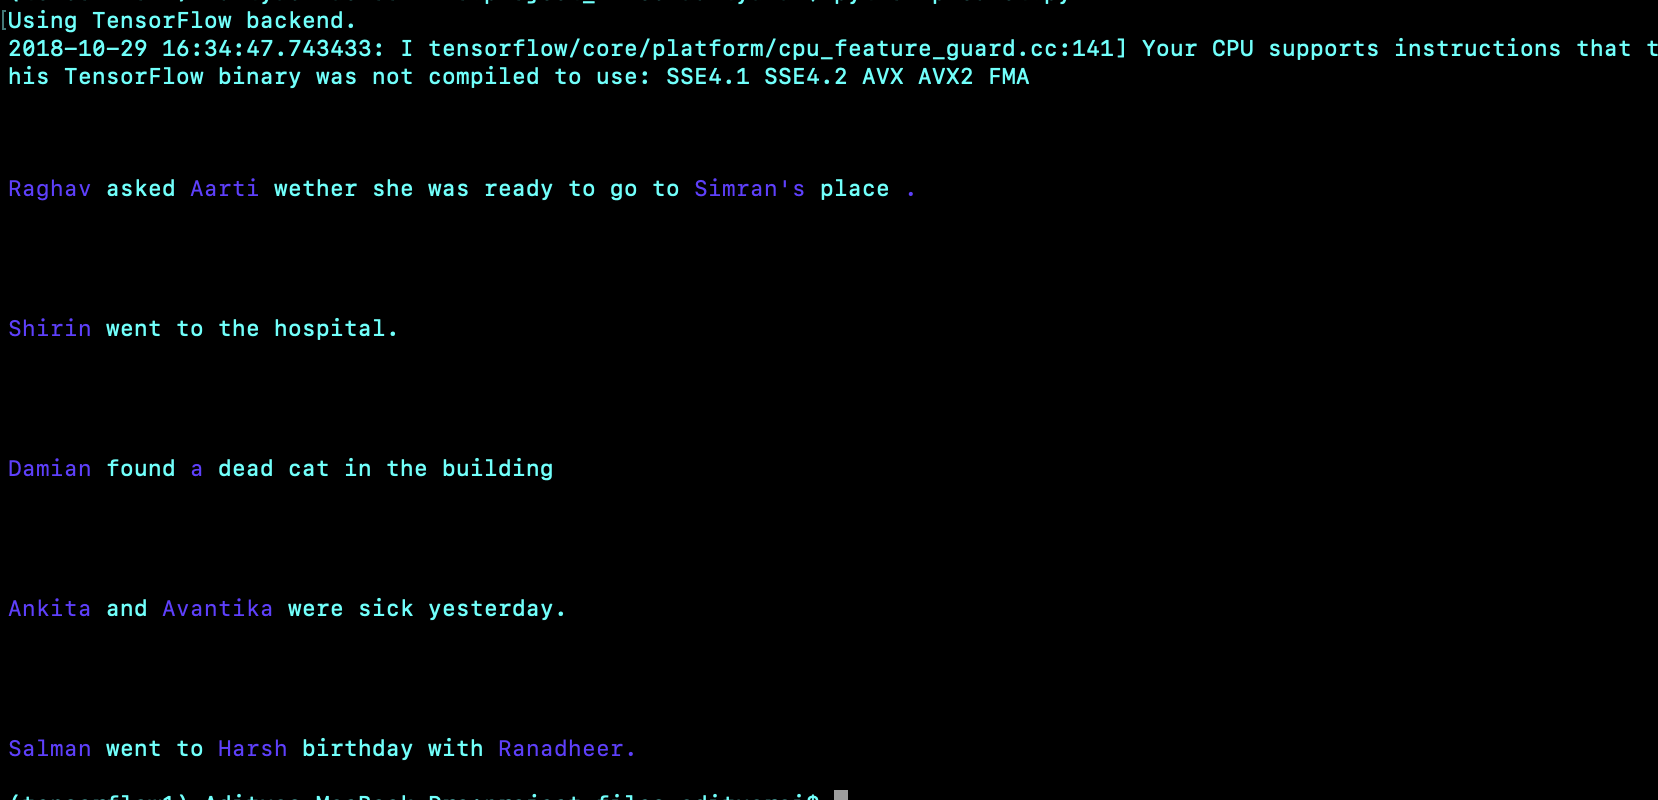 Using TensorFlow backend.
2018-10-29 16:34:47.743433: I tensorflow/core/platform/cpu_feature_guard.cc:141] Your CPU supports instructions that t
his TensorFlow binary was not compiled to use: SSE4.1 SSE4.2 AVX AVX2 FMA
Raghav asked Aarti wether she was ready to go to Simran's place .
Shirin went to the hospital.
Damian found a dead cat in the building
Ankita and Avantika were sick yesterday.
Salman went to Harsh birthday with Ranadheer.